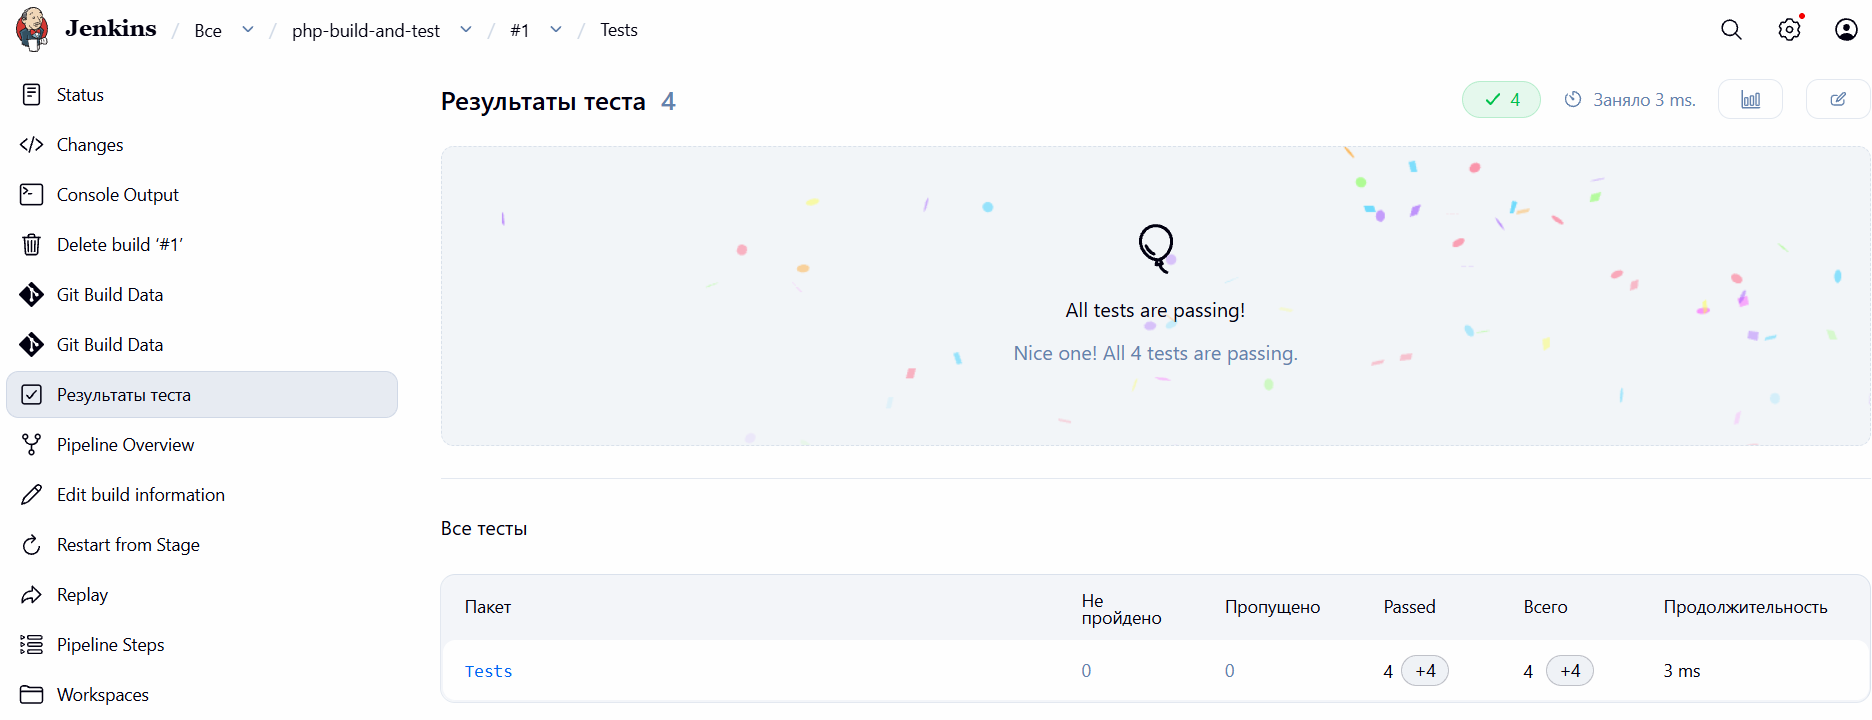 Jenkins / Все / php-build-and-test / #1 / Tests
Status
Changes
Console Output
Delete build ‘#1’
Git Build Data
Git Build Data
Результаты теста
Pipeline Overview
Edit build information
Restart from Stage
Replay
Pipeline Steps
Workspaces
Результаты теста 4
4
Заняло 3 ms.
All tests are passing!
Nice one! All 4 tests are passing.
Все тесты
Пакет Не пройдено Пропущено Passed Всего Продолжительность
Tests 0 0 4 +4 4 +4 3 ms